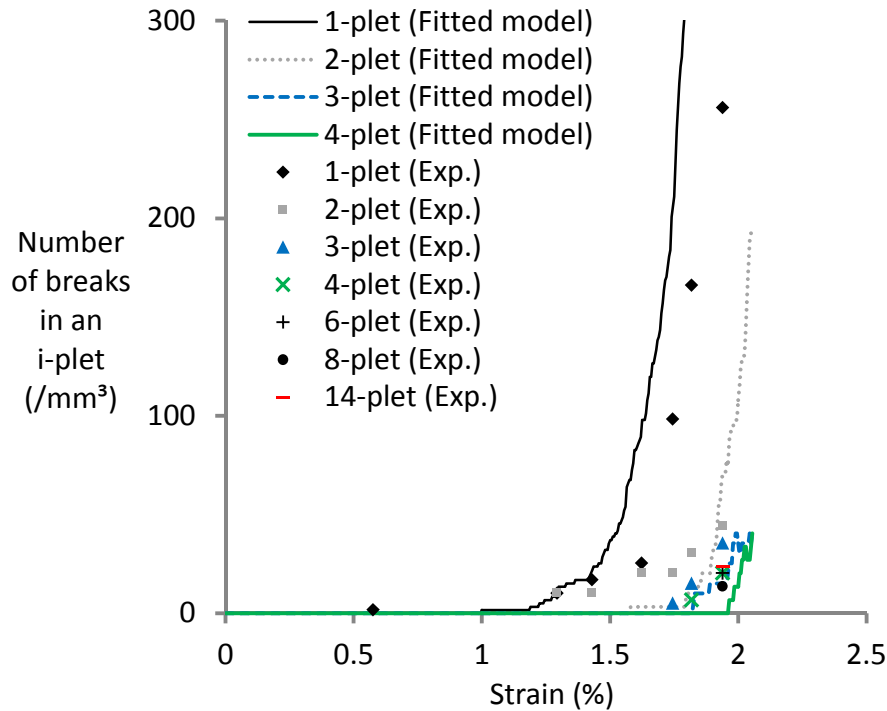 300
200
100
0
Number
of breaks
in an
i-plet
(/mm³)
1-plet (Fitted model)
2-plet (Fitted model)
3-plet (Fitted model)
4-plet (Fitted model)
1-plet (Exp.)
2-plet (Exp.)
3-plet (Exp.)
4-plet (Exp.)
6-plet (Exp.)
8-plet (Exp.)
14-plet (Exp.)
0 0.5 1 1.5 2 2.5
Strain (%)